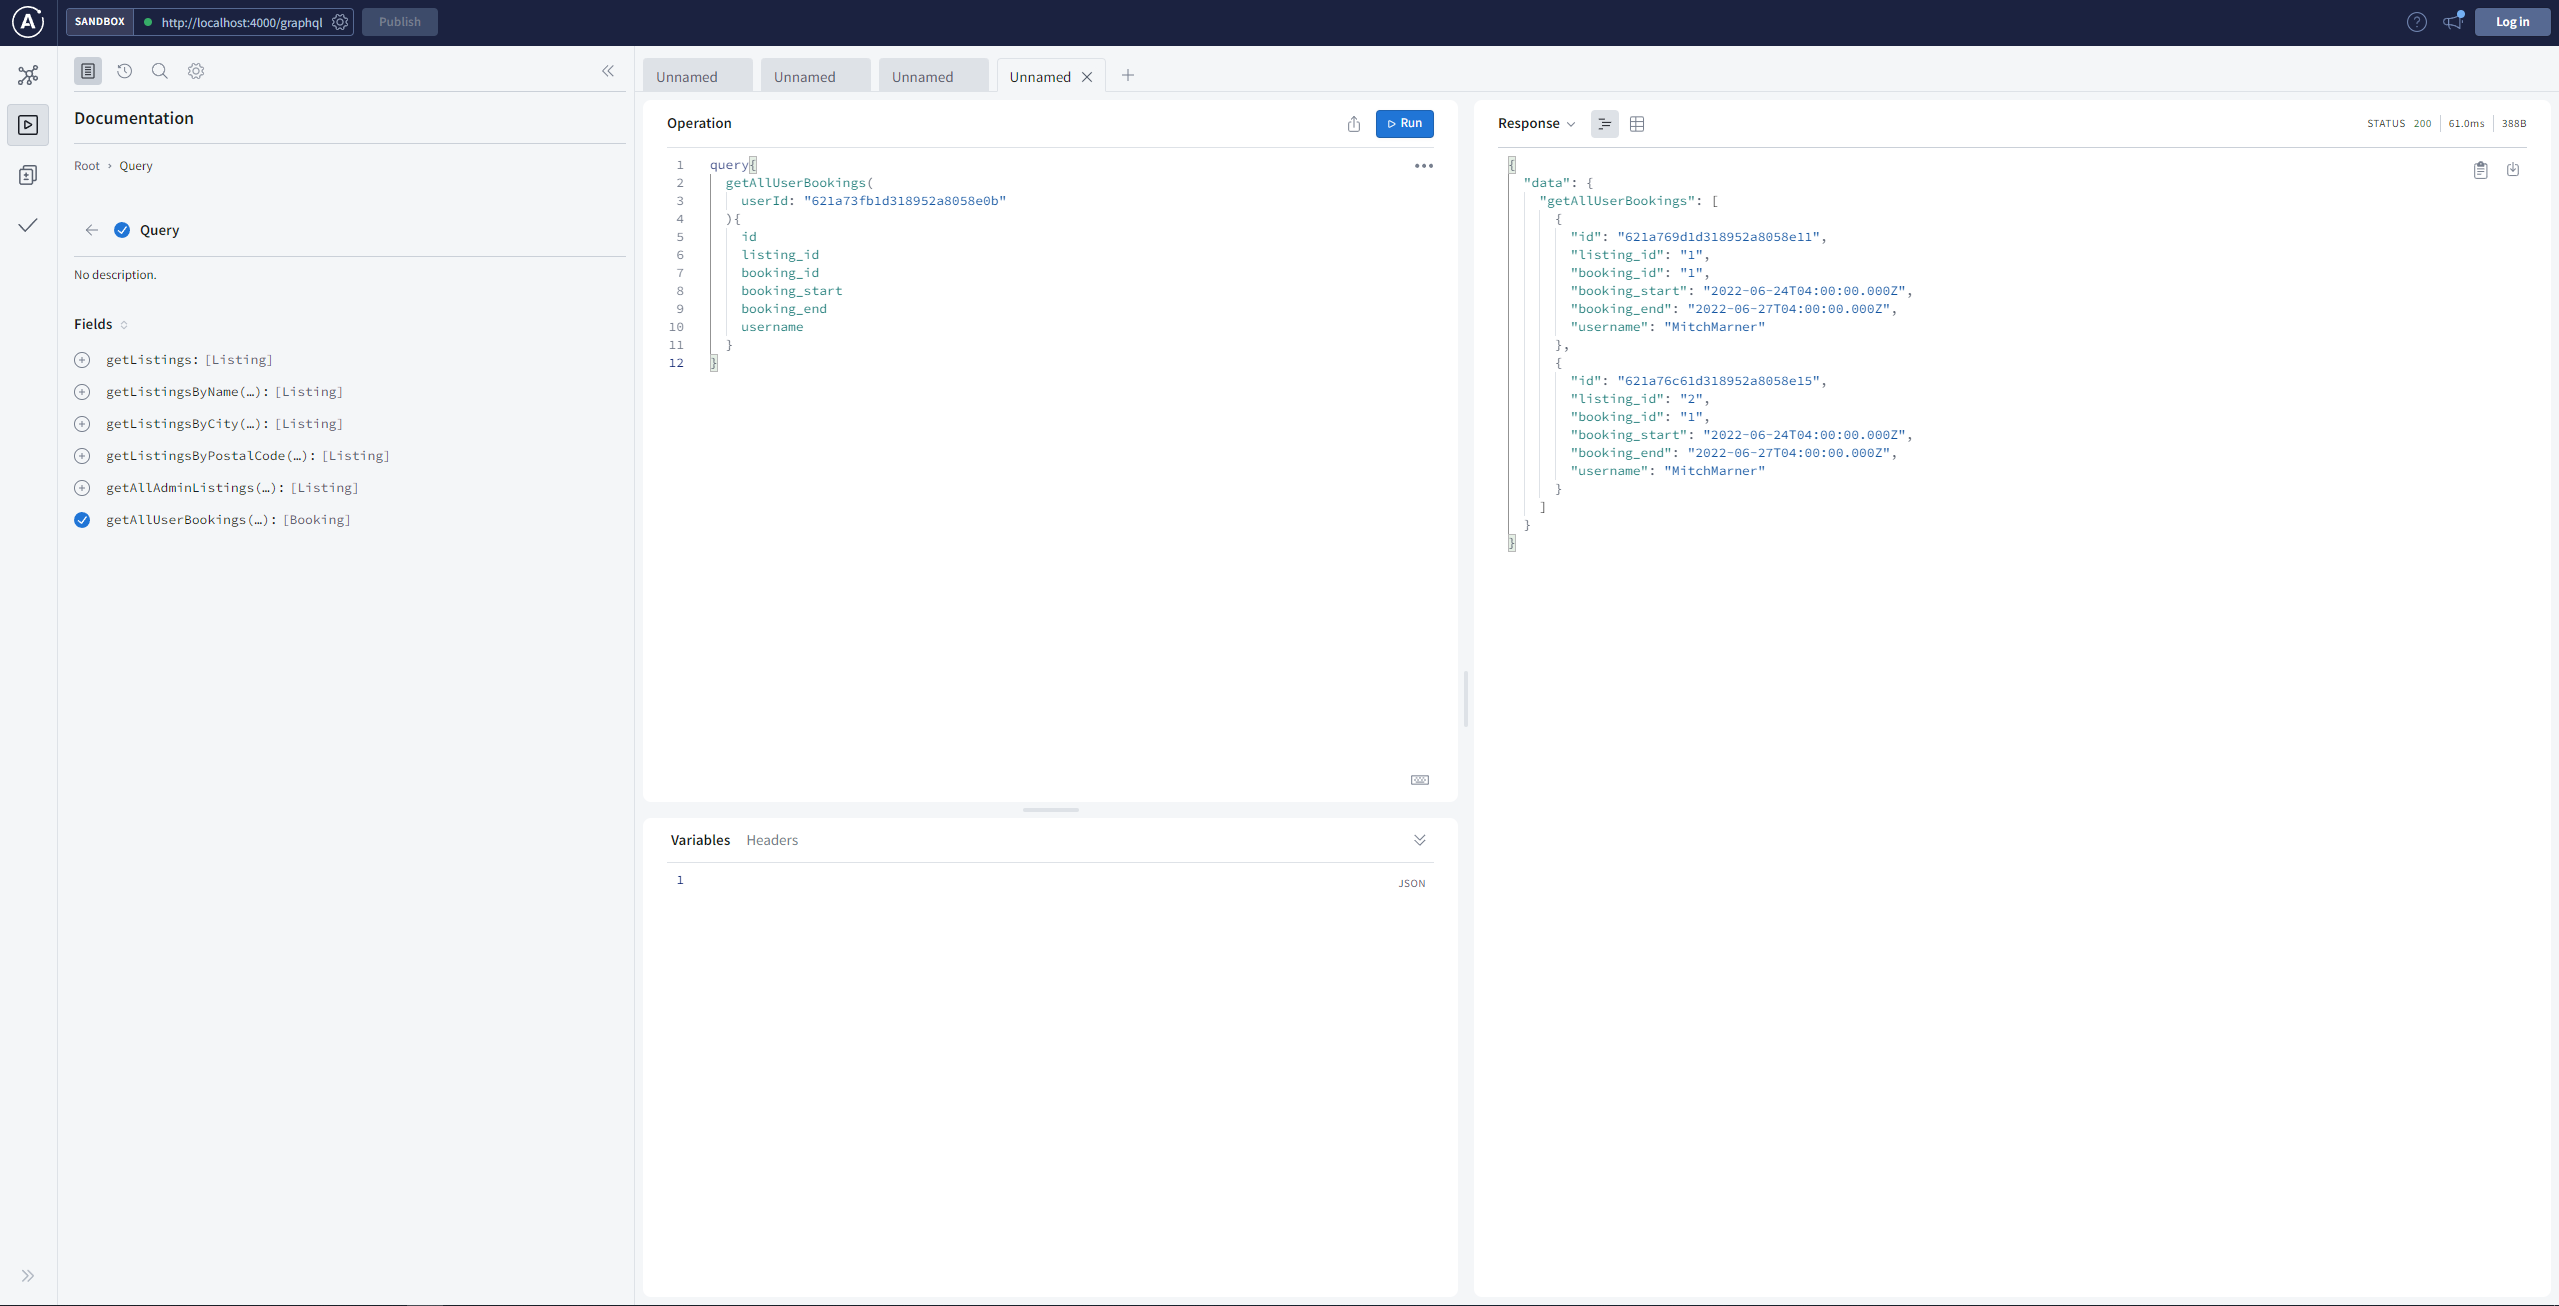 SANDBOX http://localhost:4000/graphql Publish Log in
Documentation
Root › Query
Query
No description.
Fields
getListings: [Listing]
getListingsByName(…): [Listing]
getListingsByCity(…): [Listing]
getListingsByPostalCode(…): [Listing]
getAllAdminListings(…): [Listing]
getAllUserBookings(…): [Booking]
Unnamed Unnamed Unnamed Unnamed
Operation Run
1 query{
2 getAllUserBookings(
3 userId: "621a73fb1d318952a8058e0b"
4 ){
5 id
6 listing_id
7 booking_id
8 booking_start
9 booking_end
10 username
11 }
12 }
Variables Headers
1 JSON
Response STATUS 200 61.0ms 388B
{
"data": {
"getAllUserBookings": [
{
"id": "621a769d1d318952a8058e11",
"listing_id": "1",
"booking_id": "1",
"booking_start": "2022-06-24T04:00:00.000Z",
"booking_end": "2022-06-27T04:00:00.000Z",
"username": "MitchMarner"
},
{
"id": "621a76c61d318952a8058e15",
"listing_id": "2",
"booking_id": "1",
"booking_start": "2022-06-24T04:00:00.000Z",
"booking_end": "2022-06-27T04:00:00.000Z",
"username": "MitchMarner"
}
]
}
}